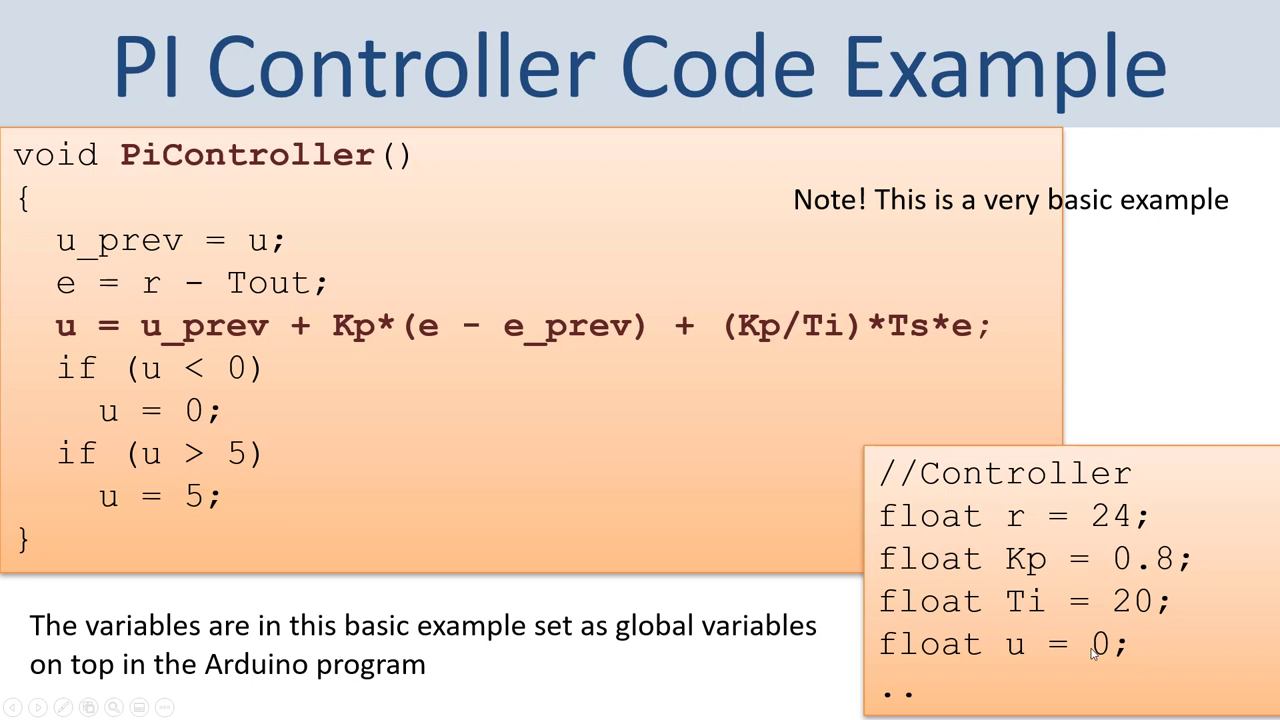 PI Controller Code Example
void PiController()
{
Note! This is a very basic example
u_prev = u;
e = r - Tout;
u = u_prev + Kp*(e - e_prev) + (Kp/Ti)*Ts*e;
if (u < 0)
u = 0;
if (u > 5)
u = 5;
}
//Controller
float r = 24;
float Kp = 0.8;
float Ti = 20;
float u = 0;
..
The variables are in this basic example set as global variables
on top in the Arduino program